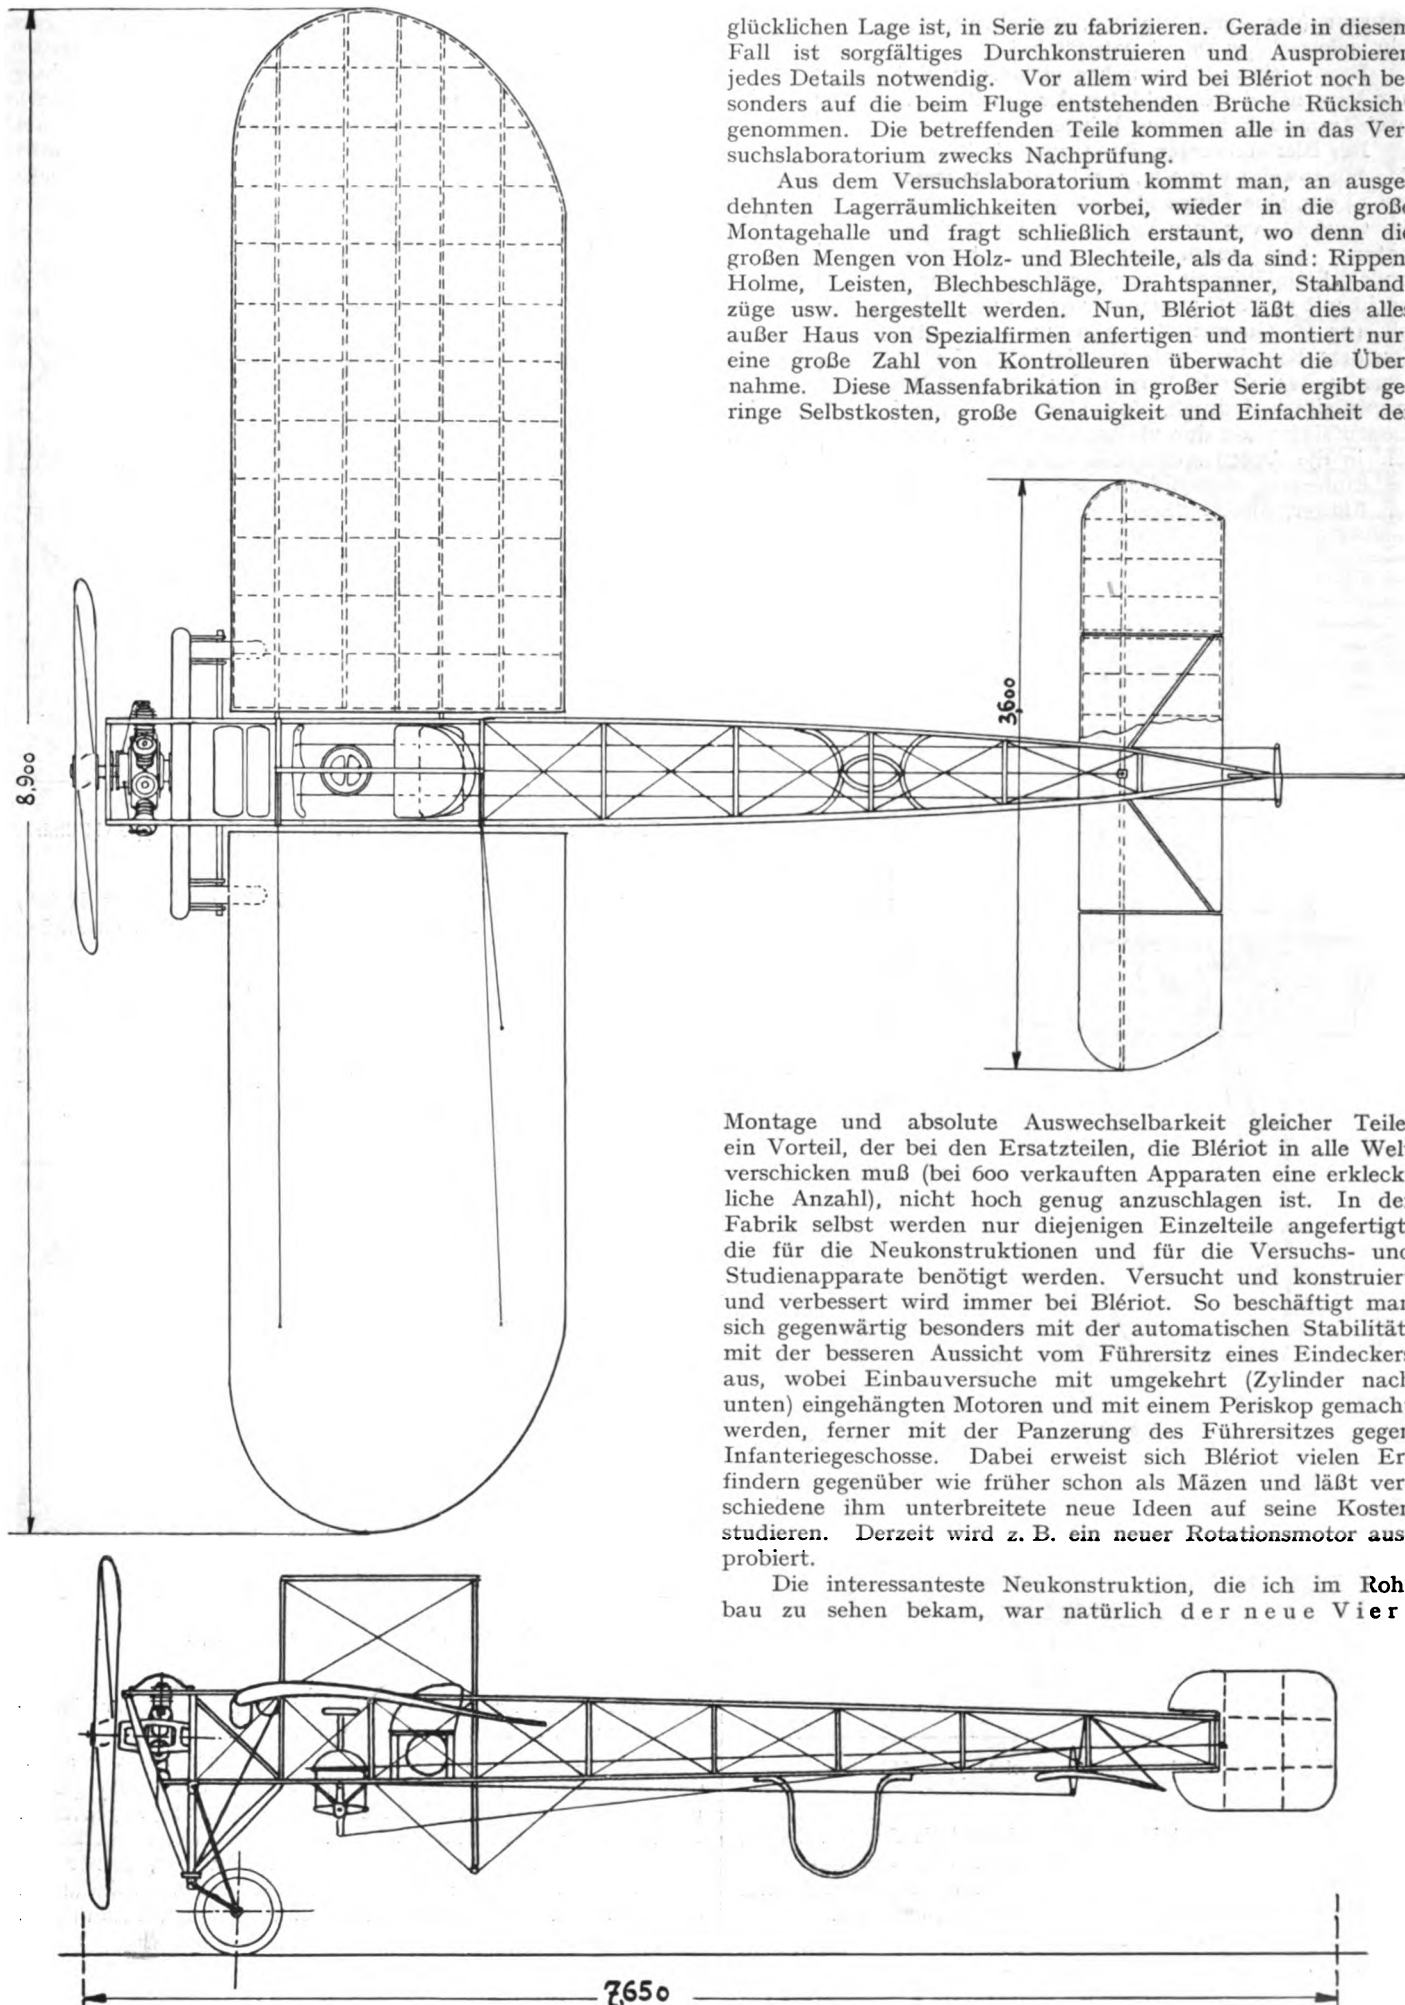 glücklichen Lage ist, in Serie zu fabrizieren. Gerade in diesem
Fall ist sorgfältiges Durchkonstruieren und Ausprobieren
jedes Details notwendig. Vor allem wird bei Blériot noch be
sonders auf die beim Fluge entstehenden Brüche Rücksich
genommen. Die betreffenden Teile kommen alle in das Ver
suchslaboratorium zwecks Nachprüfung.
Aus dem Versuchslaboratorium kommt man, an ausge
dehnten Lagerräumlichkeiten vorbei, wieder in die große
Montagehalle und fragt schließlich erstaunt, wo denn die
großen Mengen von Holz- und Blechteile, als da sind: Rippen
Holme, Leisten, Blechbeschläge, Drahtspanner, Stahlband
züge usw. hergestellt werden. Nun, Blériot läßt dies alles
außer Haus von Spezialfirmen anfertigen und montiert nur
eine große Zahl von Kontrolleuren überwacht die Über
nahme. Diese Massenfabrikation in großer Serie ergibt ge
ringe Selbstkosten, große Genauigkeit und Einfachheit der
3600
8,900
Montage und absolute Auswechselbarkeit gleicher Teile
ein Vorteil, der bei den Ersatzteilen, die Blériot in alle Wel
verschicken muß (bei 600 verkauften Apparaten eine erkleck
liche Anzahl), nicht hoch genug anzuschlagen ist. In der
Fabrik selbst werden nur diejenigen Einzelteile angefertigt
die für die Neukonstruktionen und für die Versuchs- und
Studienapparate benötigt werden. Versucht und konstruier
und verbessert wird immer bei Blériot. So beschäftigt man
sich gegenwärtig besonders mit der automatischen Stabilität
mit der besseren Aussicht vom Führersitz eines Eindeckers
aus, wobei Einbauversuche mit umgekehrt (Zylinder nach
unten) eingehängten Motoren und mit einem Periskop gemach
werden, ferner mit der Panzerung des Führersitzes gegen
Infanteriegeschosse. Dabei erweist sich Blériot vielen Er
findern gegenüber wie früher schon als Mäzen und läßt ver
schiedene ihm unterbreitete neue Ideen auf seine Kosten
studieren. Derzeit wird z. B. ein neuer Rotationsmotor aus
probiert.
Die interessanteste Neukonstruktion, die ich im Roh
bau zu sehen bekam, war natürlich der neue Vier
7,650